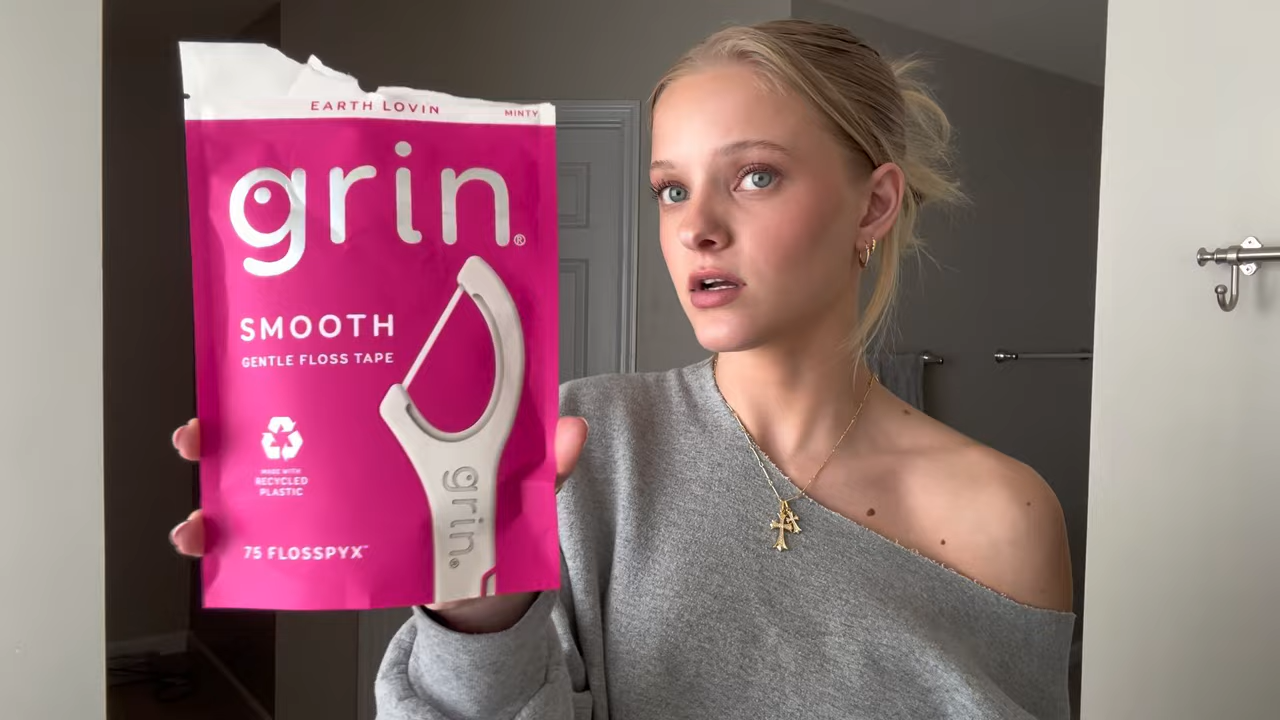 EARTH LOVIN
MINTY
grin®
SMOOTH
GENTLE FLOSS TAPE
MADE WITH
RECYCLED
PLASTIC
75 FLOSSPYX™
grin®